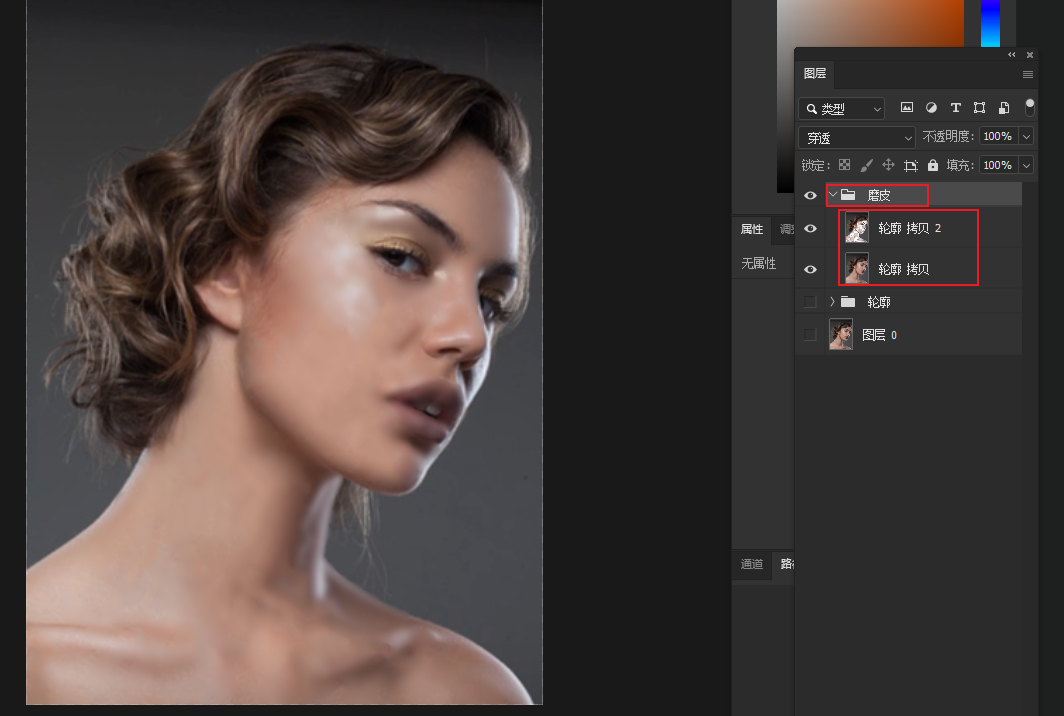 图层
类型
穿透
不透明度: 100%
锁定:
填充: 100%
磨皮
轮廓 拷贝 2
轮廓 拷贝
轮廓
图层 0
属性
无属性
通道